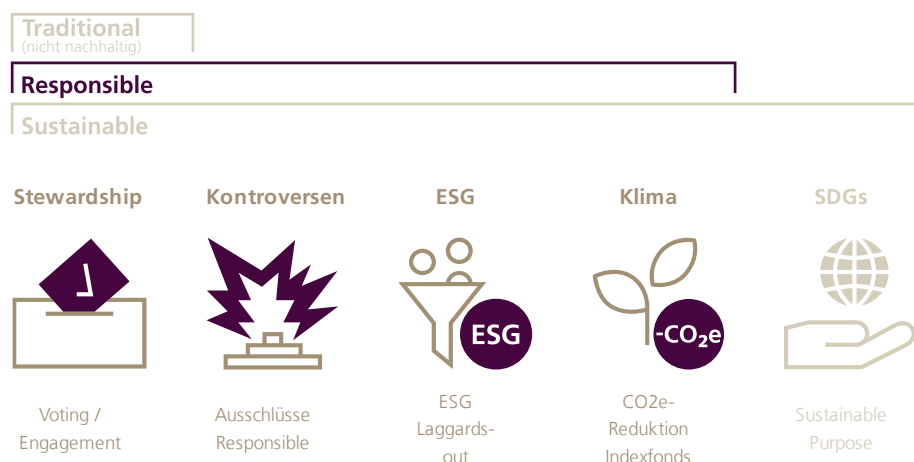 Traditional
(nicht nachhaltig)
Responsible
Sustainable
Stewardship
Kontroversen
ESG
Klima
SDGs
ESG
-CO₂e
Voting /
Engagement
Ausschlüsse
Responsible
ESG
Laggards-
out
CO2e-
Reduktion
Indexfonds
Sustainable
Purpose